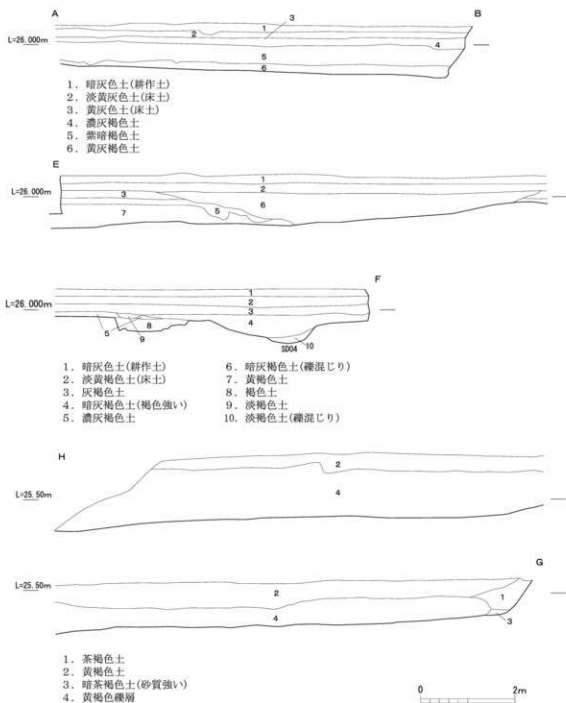 A
B
3
1
2
L=26.000m
4
5
6
1．暗灰色土(耕作土)
2．淡黄灰色土(床土)
3．黄灰色土(床土)
4．濃灰褐色土
5．紫暗褐色土
6．黄灰褐色土
E
1
L=26.000m
2
3
6
5
7
F
1
L=26.000m
2
3
4
8
5
9
10
SD04
1．暗灰色土(耕作土)
2．淡黄褐色土(床土)
3．灰褐色土
4．暗灰褐色土(褐色強い)
5．濃灰褐色土
6．暗灰褐色土(礫混じり)
7．黄褐色土
8．褐色土
9．淡褐色土
10．淡褐色土(礫混じり)
H
2
L=25.50m
4
G
L=25.50m
2
1
4
3
1．茶褐色土
2．黄褐色土
3．暗茶褐色土(砂質強い)
4．黄褐色礫層
0 2m